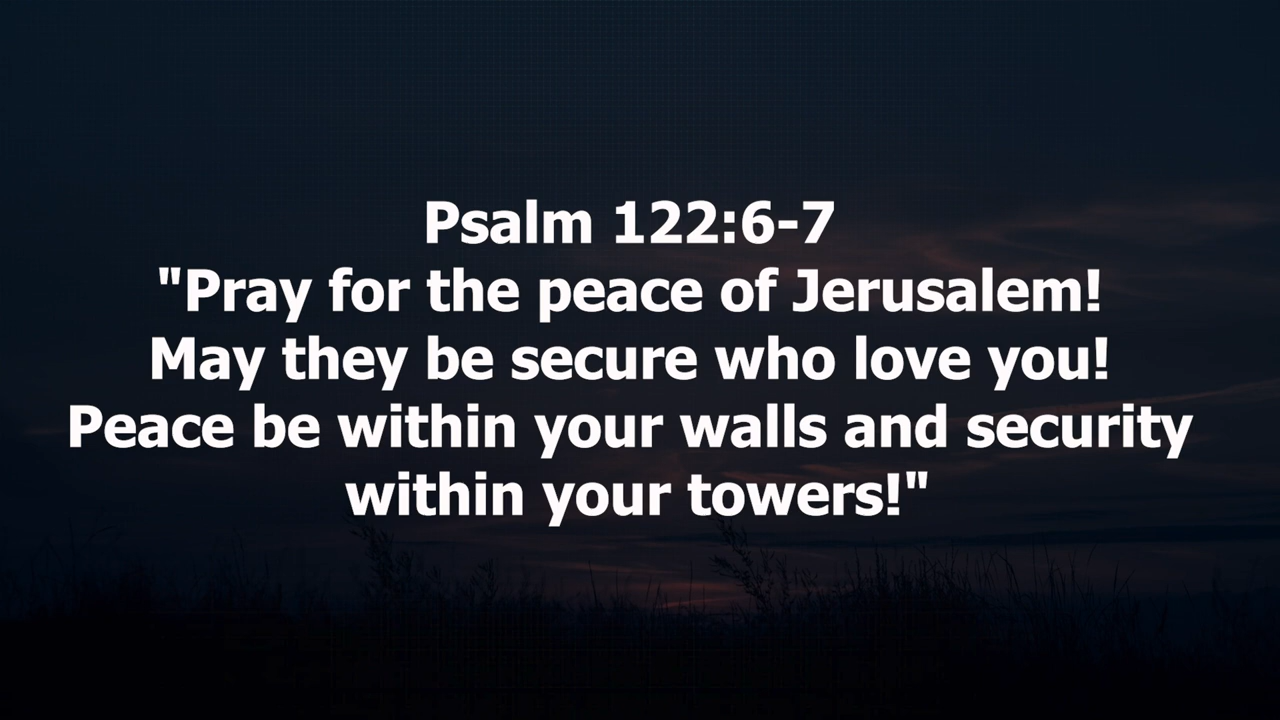 Psalm 122:6-7
"Pray for the peace of Jerusalem!
May they be secure who love you!
Peace be within your walls and security
within your towers!"